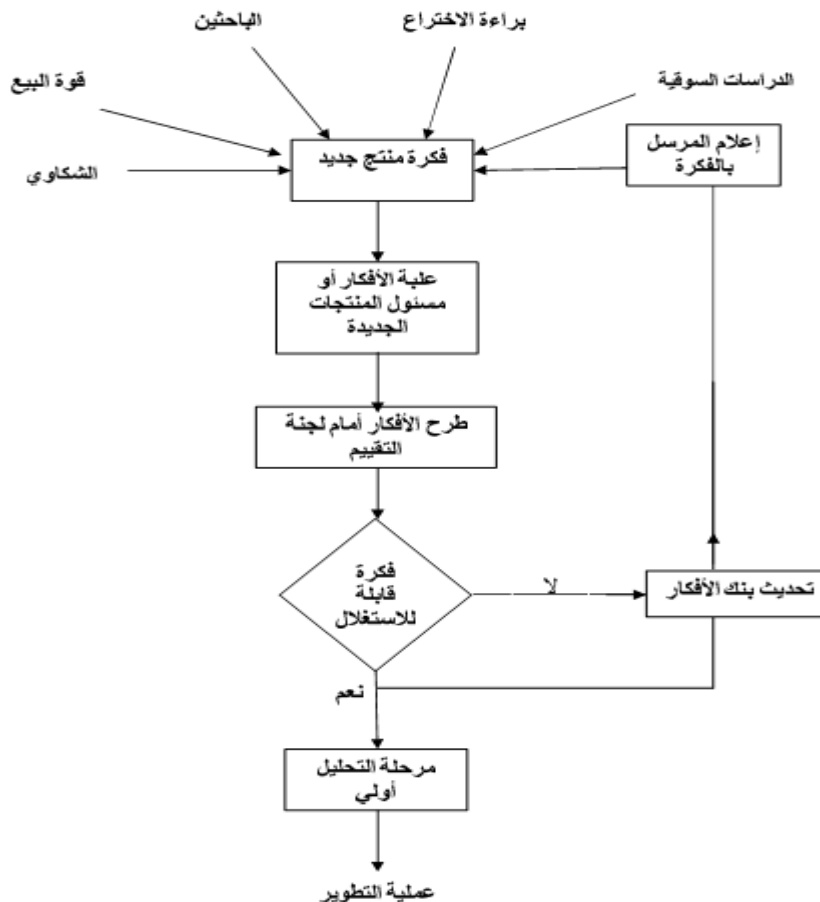 براءة الاختراع
الباحثين
الدراسات السوقية
قوة البيع
الشكاوي
فكرة منتج جديد
إعلام المرسل
بالفكرة
علبة الأفكار أو
مسئول المنتجات
الجديدة
طرح الأفكار أمام لجنة
التقييم
فكرة
قابلة
للاستغلال
لا
تحديث بنك الأفكار
نعم
مرحلة التحليل
أولي
عملية التطوير